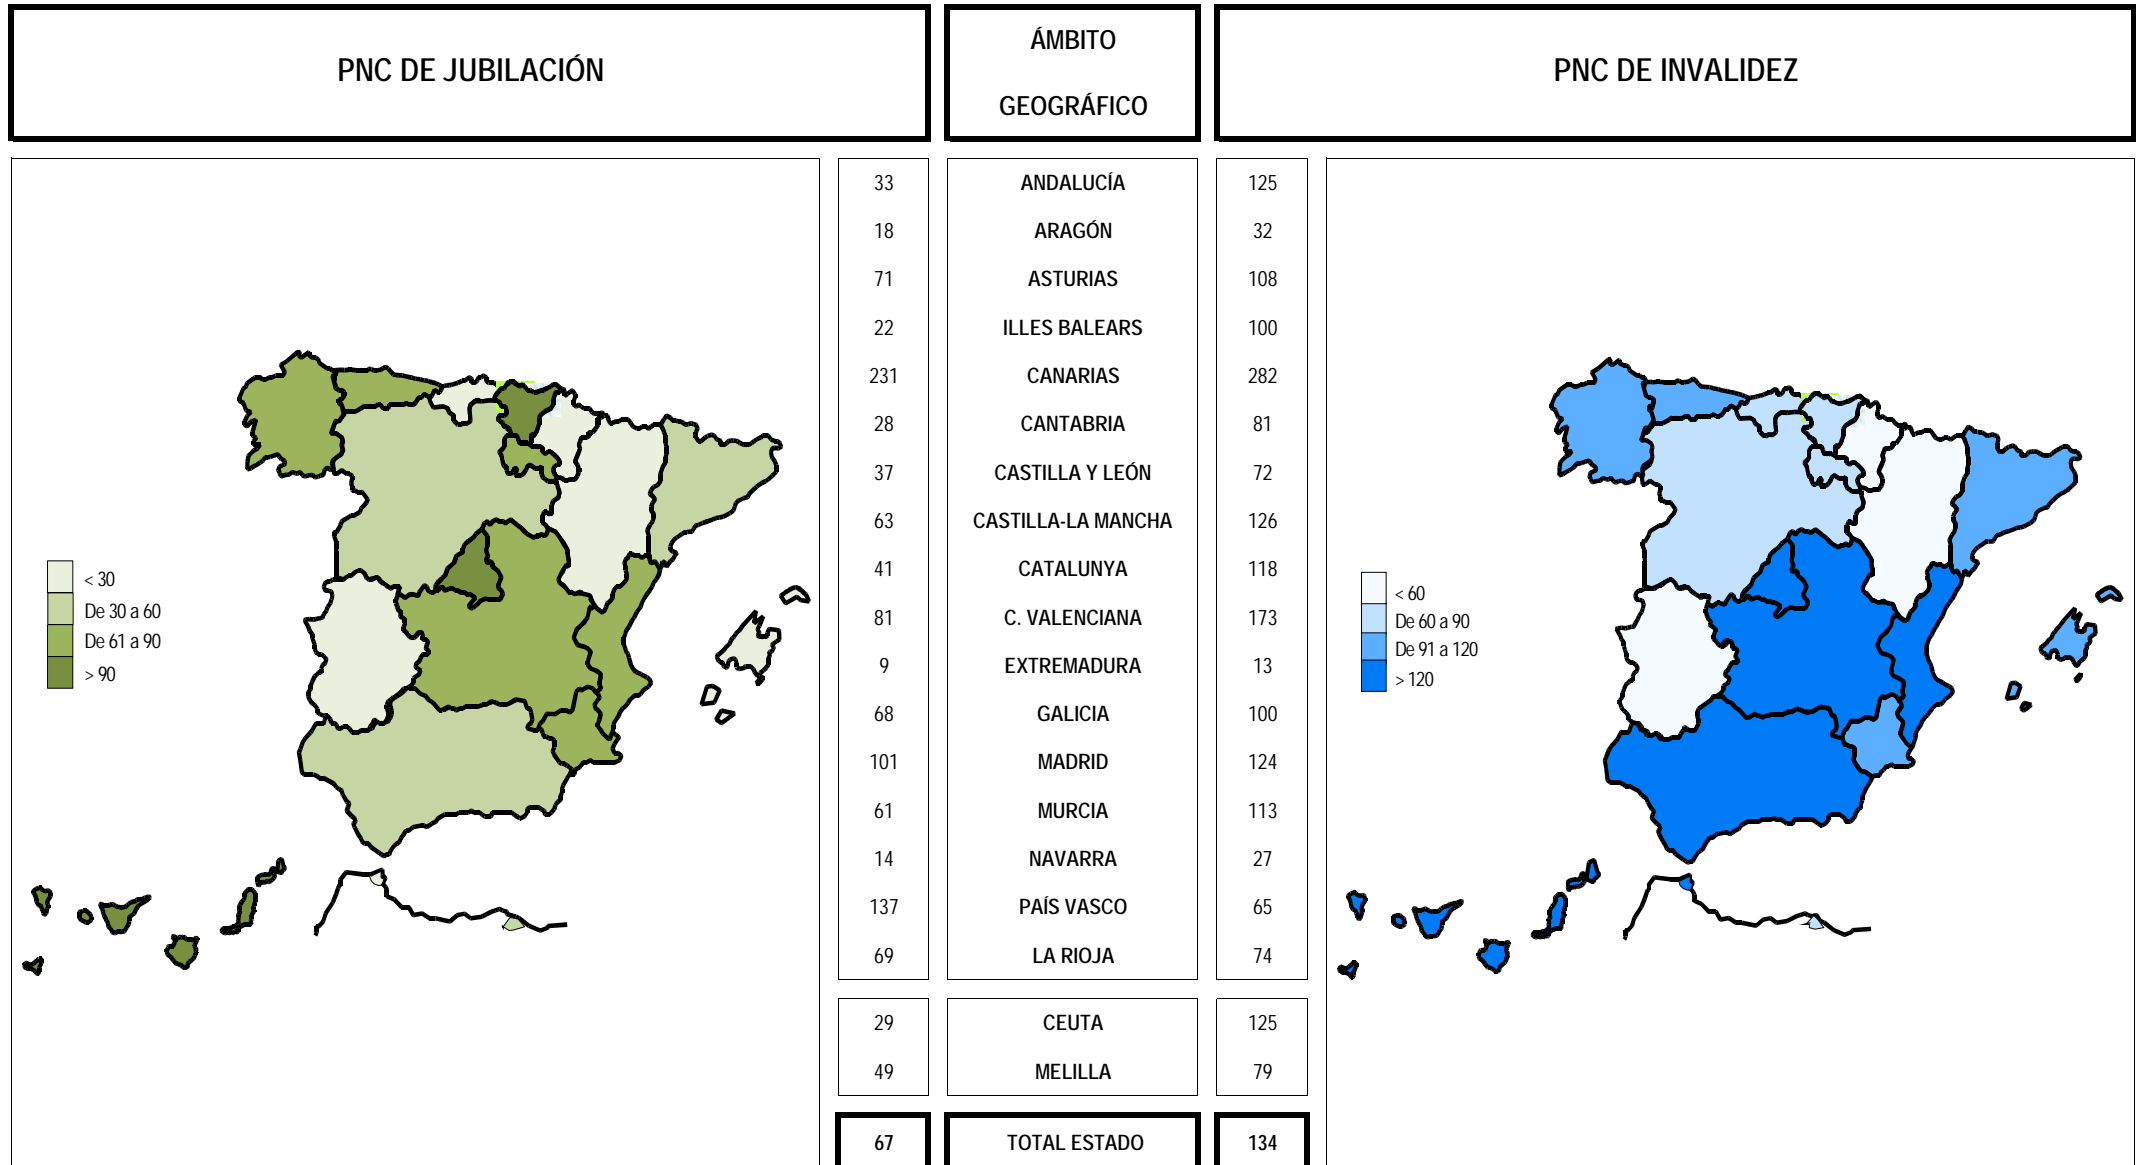 PNC DE JUBILACIÓN
ÁMBITO
GEOGRÁFICO
PNC DE INVALIDEZ
33 ANDALUCÍA 125
18 ARAGÓN 32
71 ASTURIAS 108
22 ILLES BALEARS 100
231 CANARIAS 282
28 CANTABRIA 81
37 CASTILLA Y LEÓN 72
63 CASTILLA-LA MANCHA 126
41 CATALUNYA 118
81 C. VALENCIANA 173
9 EXTREMADURA 13
68 GALICIA 100
101 MADRID 124
61 MURCIA 113
14 NAVARRA 27
137 PAÍS VASCO 65
69 LA RIOJA 74
29 CEUTA 125
49 MELILLA 79
67 TOTAL ESTADO 134
< 30
De 30 a 60
De 61 a 90
> 90
< 60
De 60 a 90
De 91 a 120
> 120